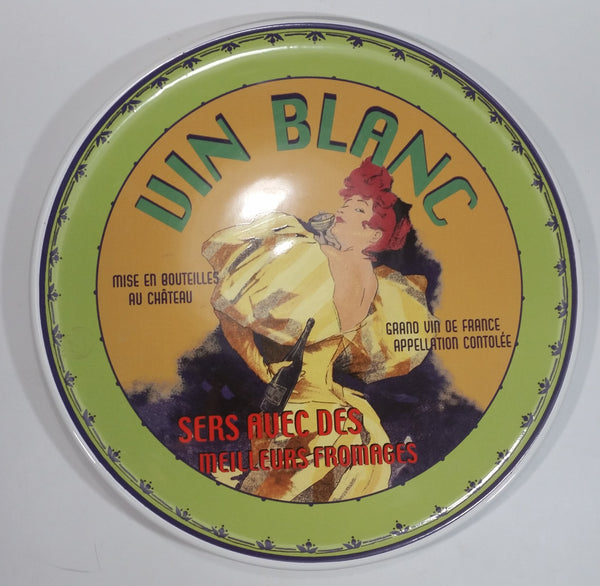 VIN BLANC
MISE EN BOUTEILLES
AU CHÂTEAU
GRAND VIN DE FRANCE
APPELLATION CONTOLÉE
SERS AVEC DES
MEILLEURS FROMAGES